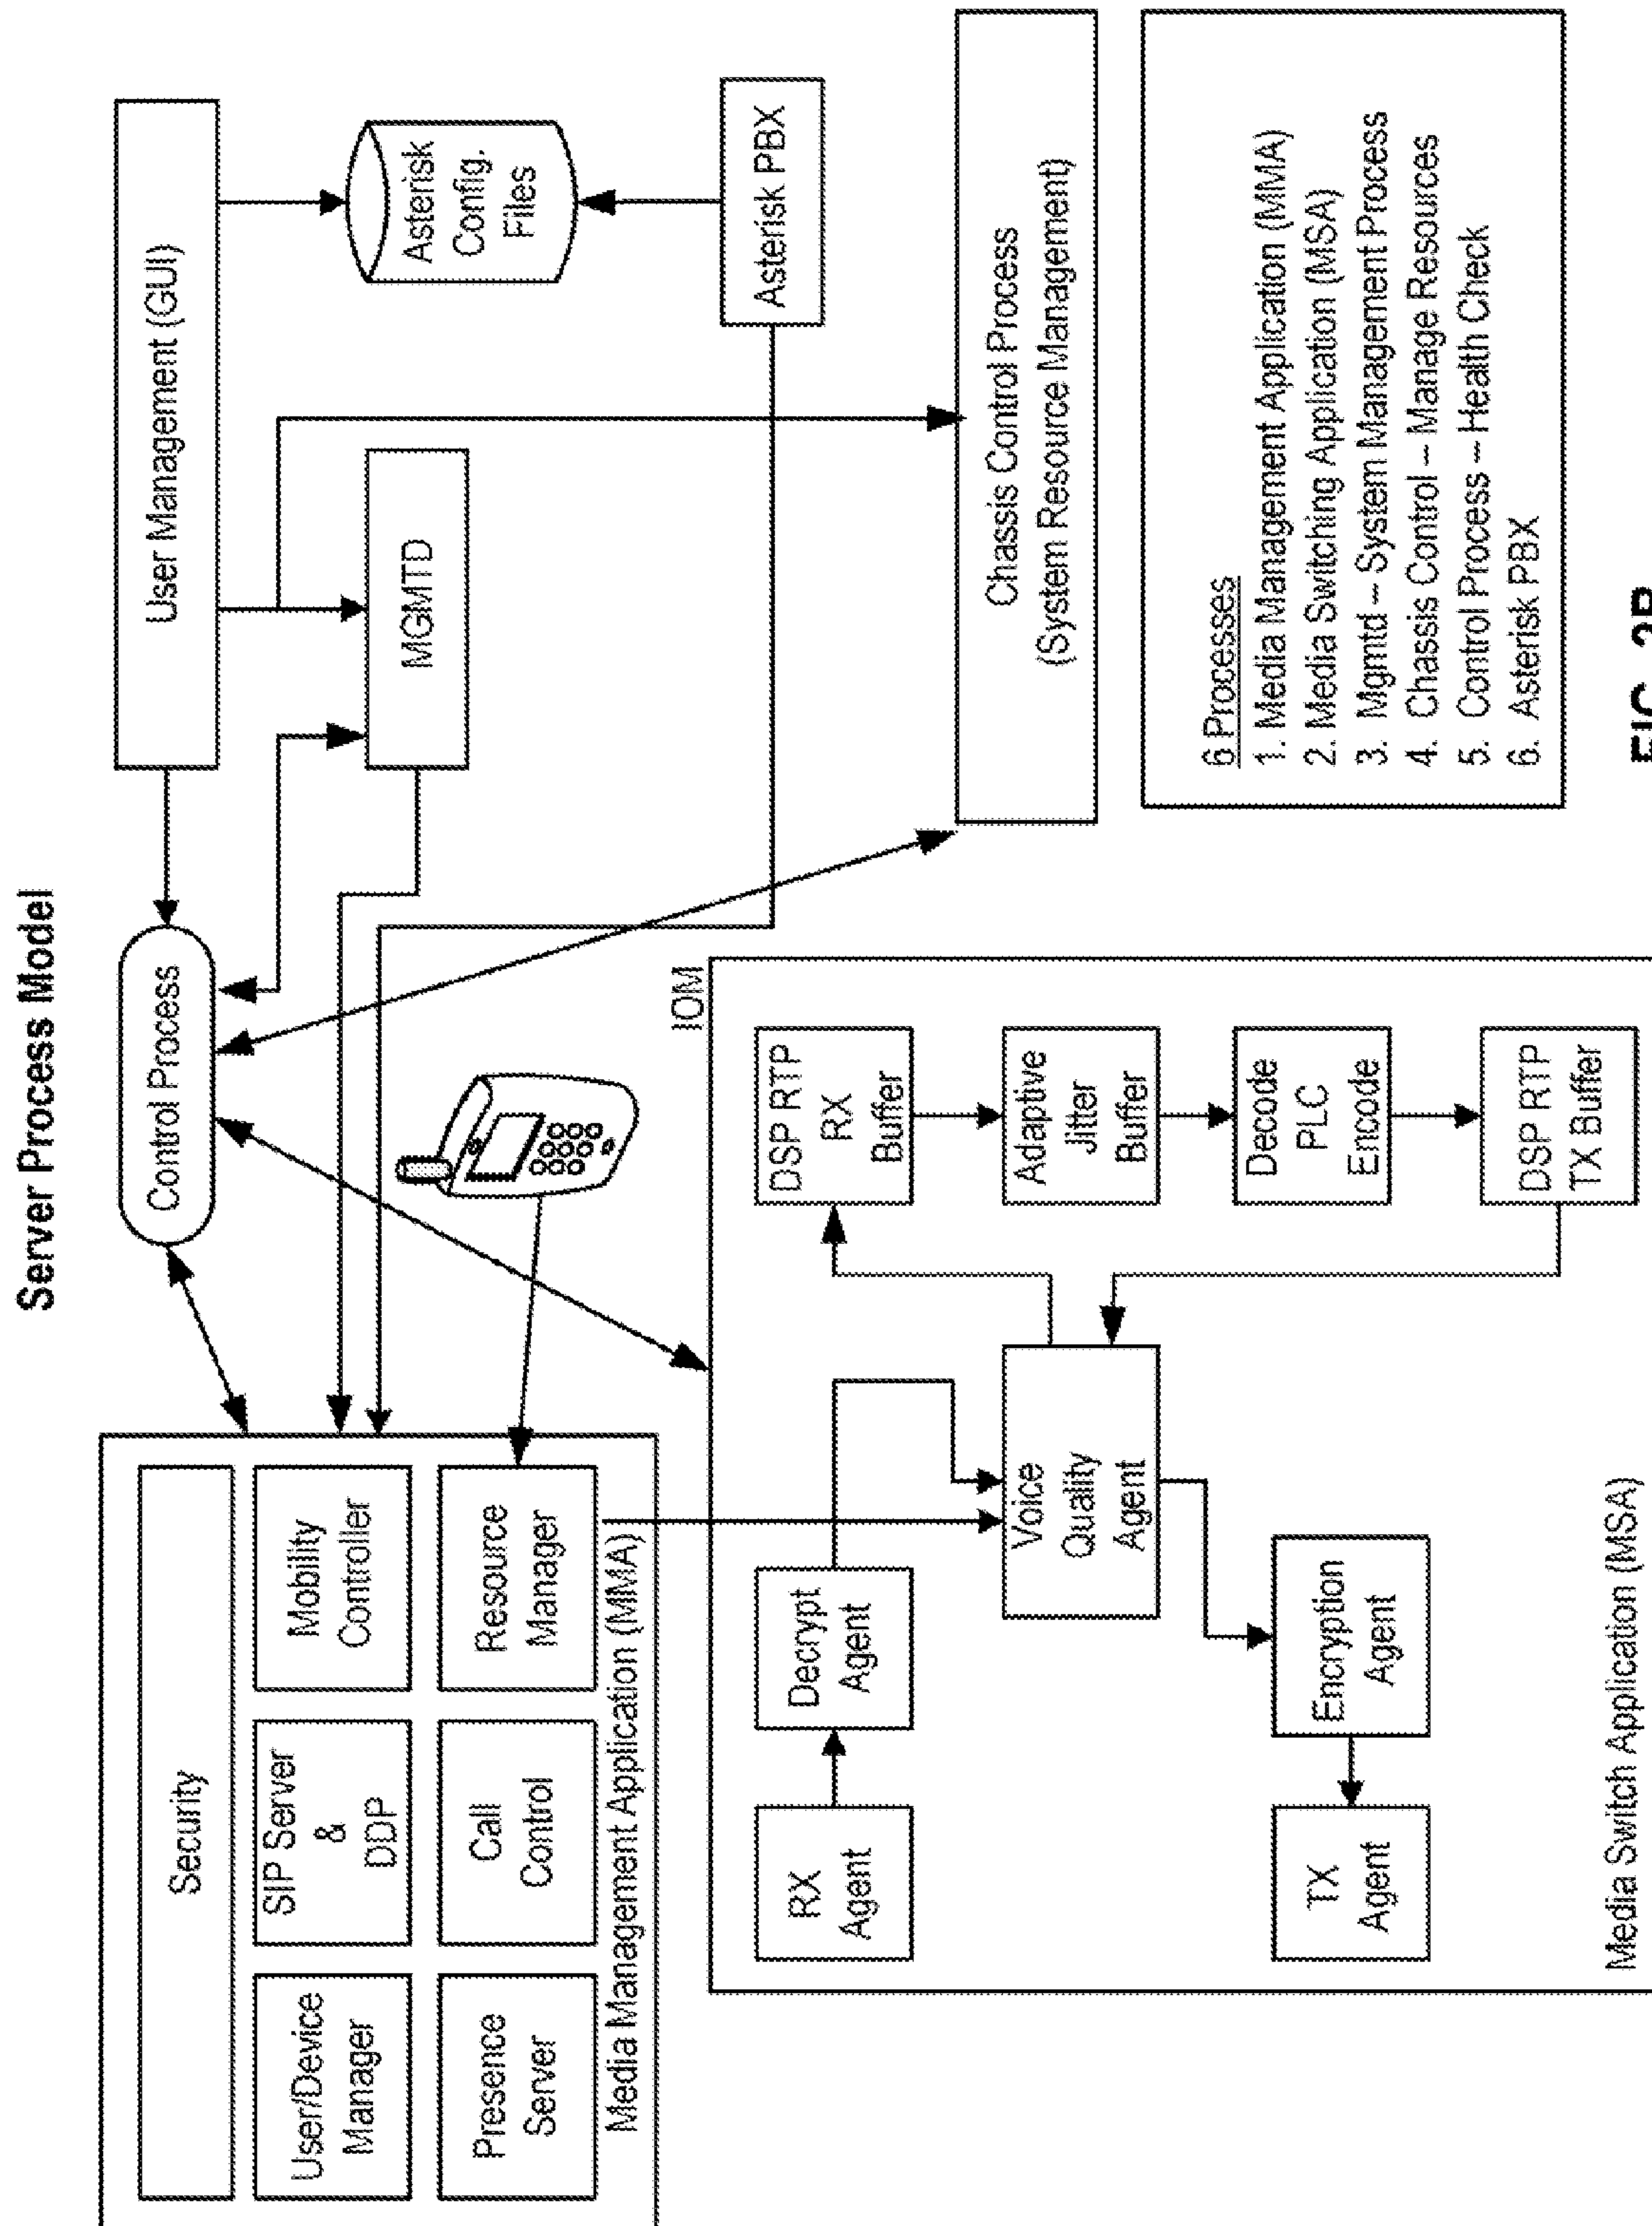 Server Process Model
Security
User/Device
Manager
SIP Server
&
DDP
Mobility
Controller
Presence
Server
Call
Control
Resource
Manager
Media Management Application (MMA)
Control Process
User Management (GUI)
MGMTD
Asterisk
Config.
Files
Asterisk PBX
Chassis Control Process
(System Resource Management)
IOM
RX
Agent
Decrypt
Agent
Voice
Quality
Agent
Encryption
Agent
TX
Agent
DSP RTP
RX
Buffer
Adaptive
Jitter
Buffer
Decode
PLC
Encode
DSP RTP
TX Buffer
Media Switch Application (MSA)
6 Processes
1. Media Management Application (MMA)
2. Media Switching Application (MSA)
3. Mgmtd – System Management Process
4. Chassis Control – Manage Resources
5. Control Process – Health Check
6. Asterisk PBX